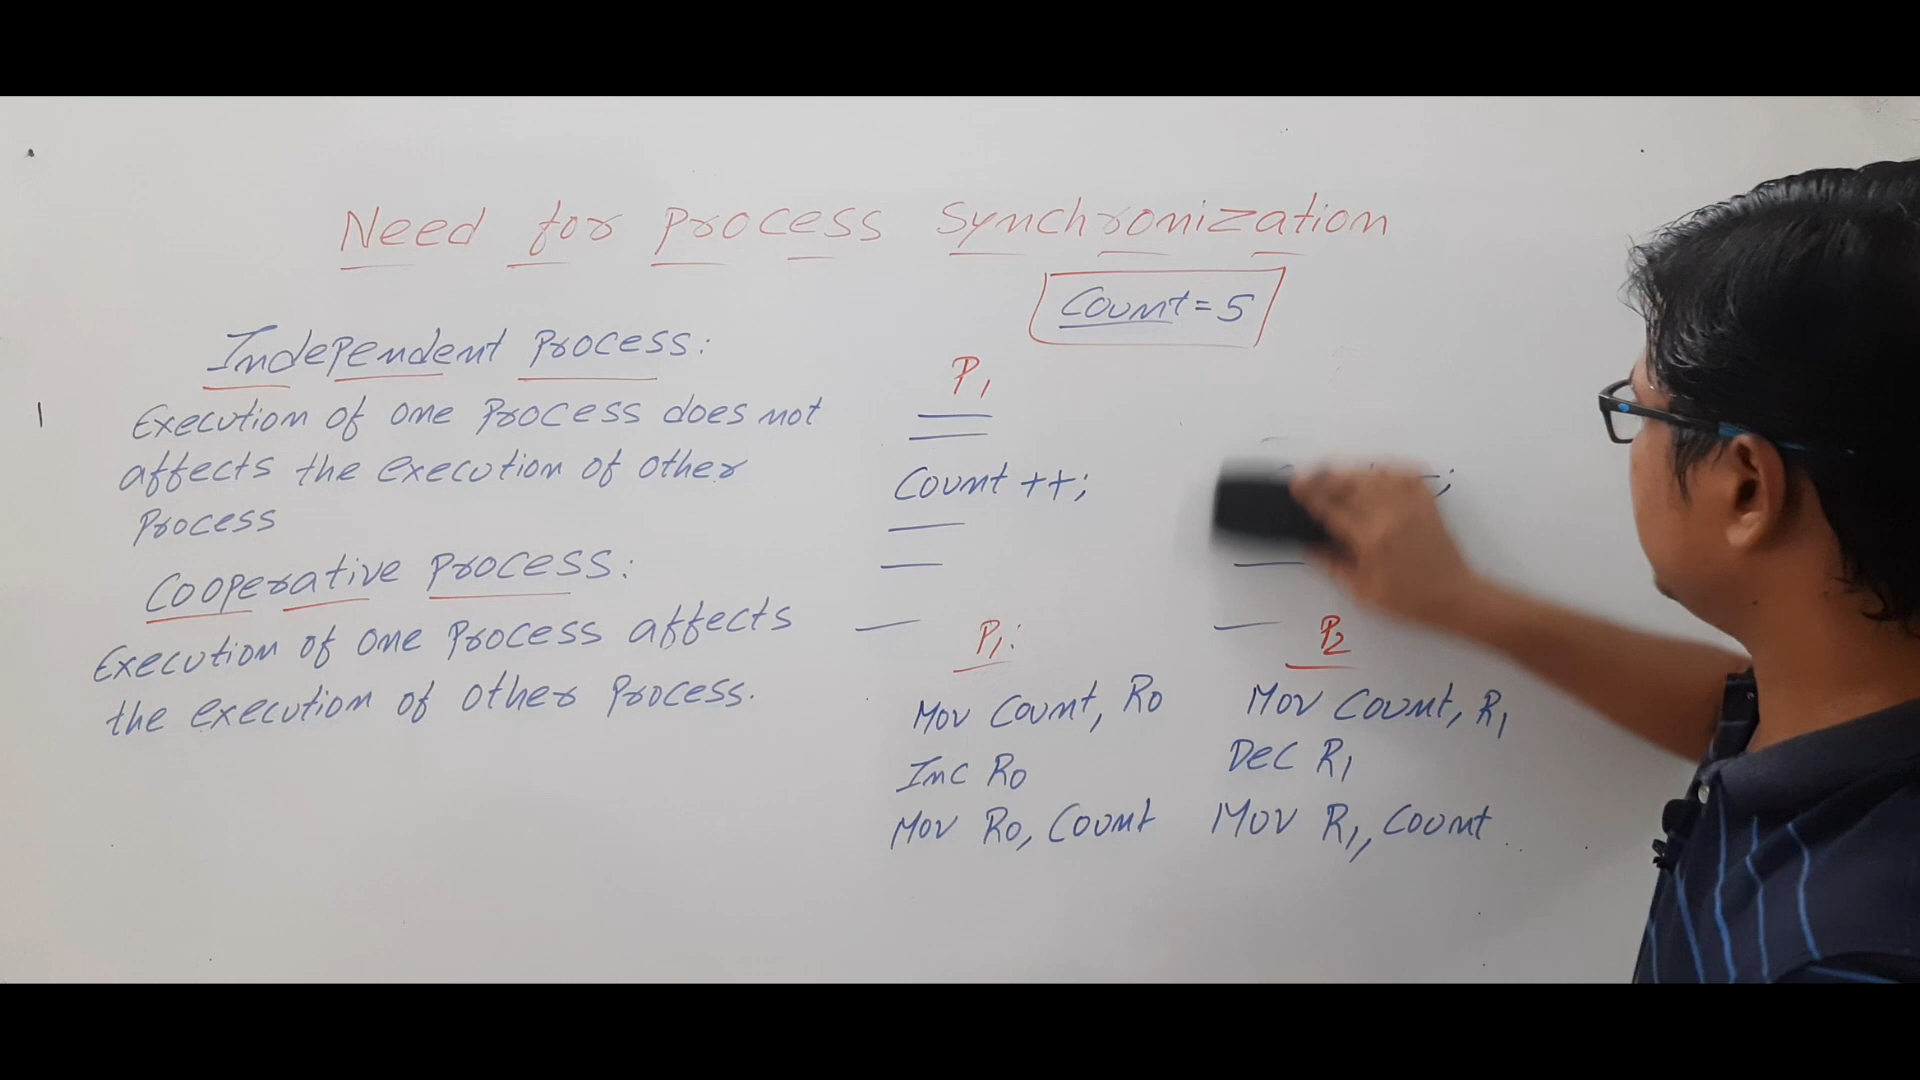 Need for Process Synchronization
Count = 5
Independent Process:
Execution of one Process does not
affects the execution of other
Process
Cooperative Process:
Execution of one Process affects
the execution of other Process.
P1
Count ++;
;
P1:
Mov Count, R0
Inc R0
Mov R0, Count
P2
Mov Count, R1
Dec R1
Mov R1, Count